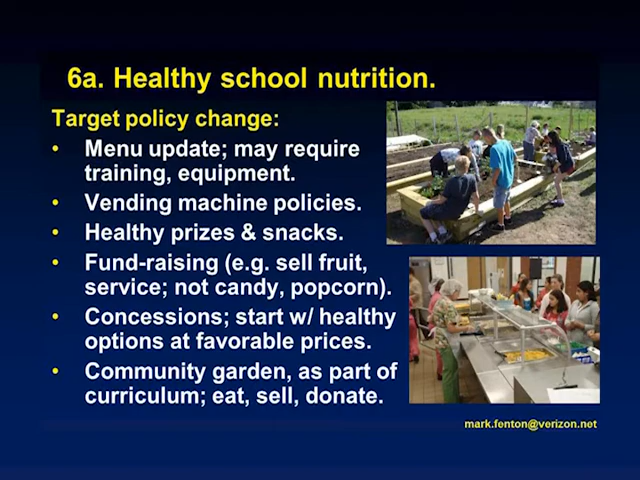 6a. Healthy school nutrition.
Target policy change:
• Menu update; may require
training, equipment.
• Vending machine policies.
• Healthy prizes & snacks.
• Fund-raising (e.g. sell fruit,
service; not candy, popcorn).
• Concessions; start w/ healthy
options at favorable prices.
• Community garden, as part of
curriculum; eat, sell, donate.
mark.fenton@verizon.net